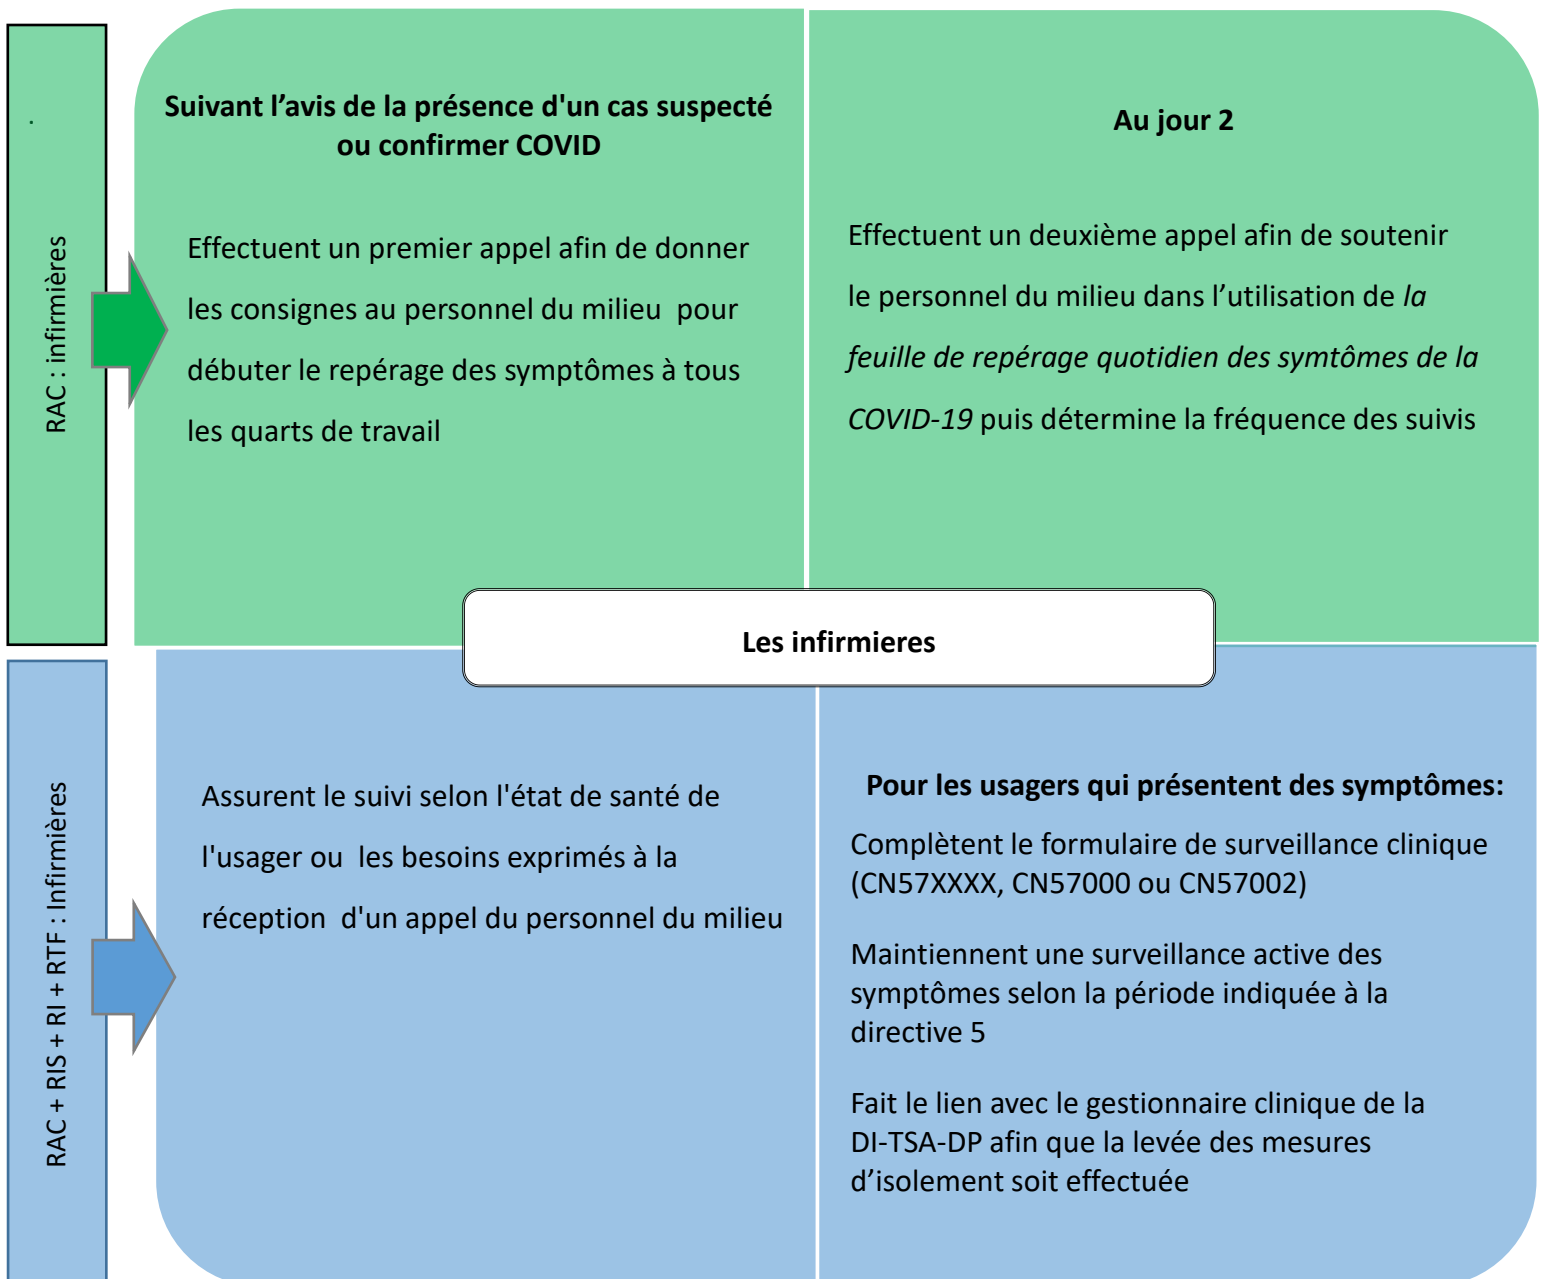 RAC : infirmières
Suivant l’avis de la présence d'un cas suspecté
ou confirmer COVID
Effectuent un premier appel afin de donner
les consignes au personnel du milieu pour
débuter le repérage des symptômes à tous
les quarts de travail
Au jour 2
Effectuent un deuxième appel afin de soutenir
le personnel du milieu dans l’utilisation de la
feuille de repérage quotidien des symtômes de la
COVID-19 puis détermine la fréquence des suivis
Les infirmieres
RAC + RIS + RI + RTF : Infirmières
Assurent le suivi selon l'état de santé de
l'usager ou les besoins exprimés à la
réception d'un appel du personnel du milieu
Pour les usagers qui présentent des symptômes:
Complètent le formulaire de surveillance clinique
(CN57XXXX, CN57000 ou CN57002)
Maintiennent une surveillance active des
symptômes selon la période indiquée à la
directive 5
Fait le lien avec le gestionnaire clinique de la
DI-TSA-DP afin que la levée des mesures
d’isolement soit effectuée